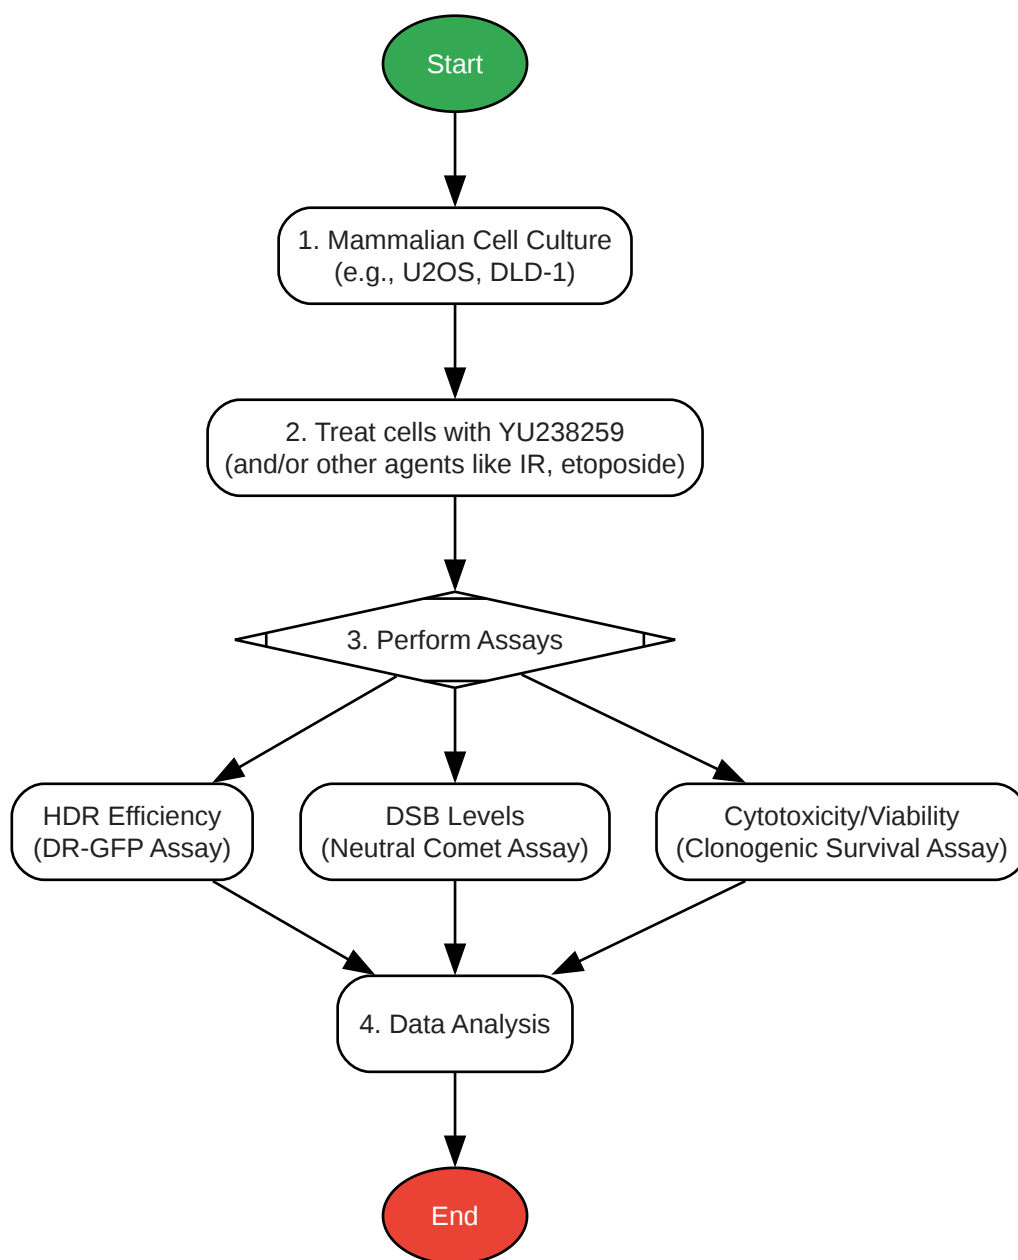 Start
1. Mammalian Cell Culture
(e.g., U2OS, DLD-1)
2. Treat cells with YU238259
(and/or other agents like IR, etoposide)
3. Perform Assays
HDR Efficiency
(DR-GFP Assay)
DSB Levels
(Neutral Comet Assay)
Cytotoxicity/Viability
(Clonogenic Survival Assay)
4. Data Analysis
End